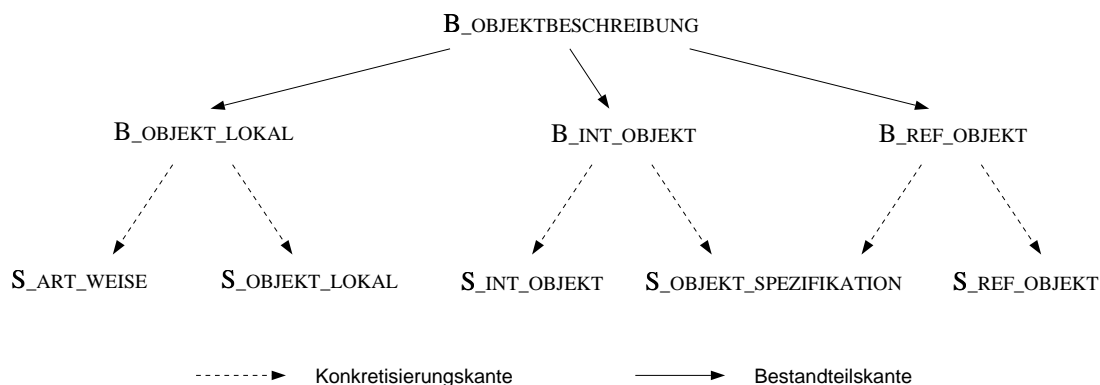 B_OBJEKTBESCHREIBUNG
B_OBJEKT_LOKAL B_INT_OBJEKT B_REF_OBJEKT
S_ART_WEISE S_OBJEKT_LOKAL S_INT_OBJEKT S_OBJEKT_SPEZIFIKATION S_REF_OBJEKT
Konkretisierungskante Bestandteilskante